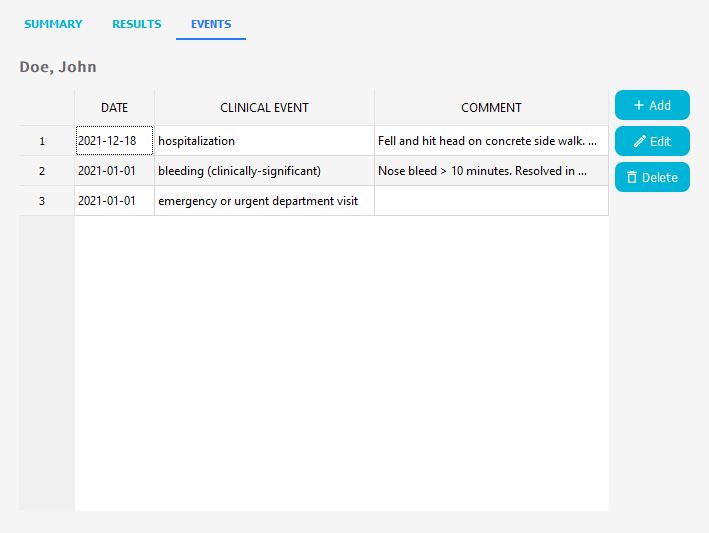 SUMMARY RESULTS EVENTS
Doe, John
DATE CLINICAL EVENT COMMENT
1 2021-12-18 hospitalization Fell and hit head on concrete side walk. ...
2 2021-01-01 bleeding (clinically-significant) Nose bleed > 10 minutes. Resolved in ...
3 2021-01-01 emergency or urgent department visit
Add
Edit
Delete